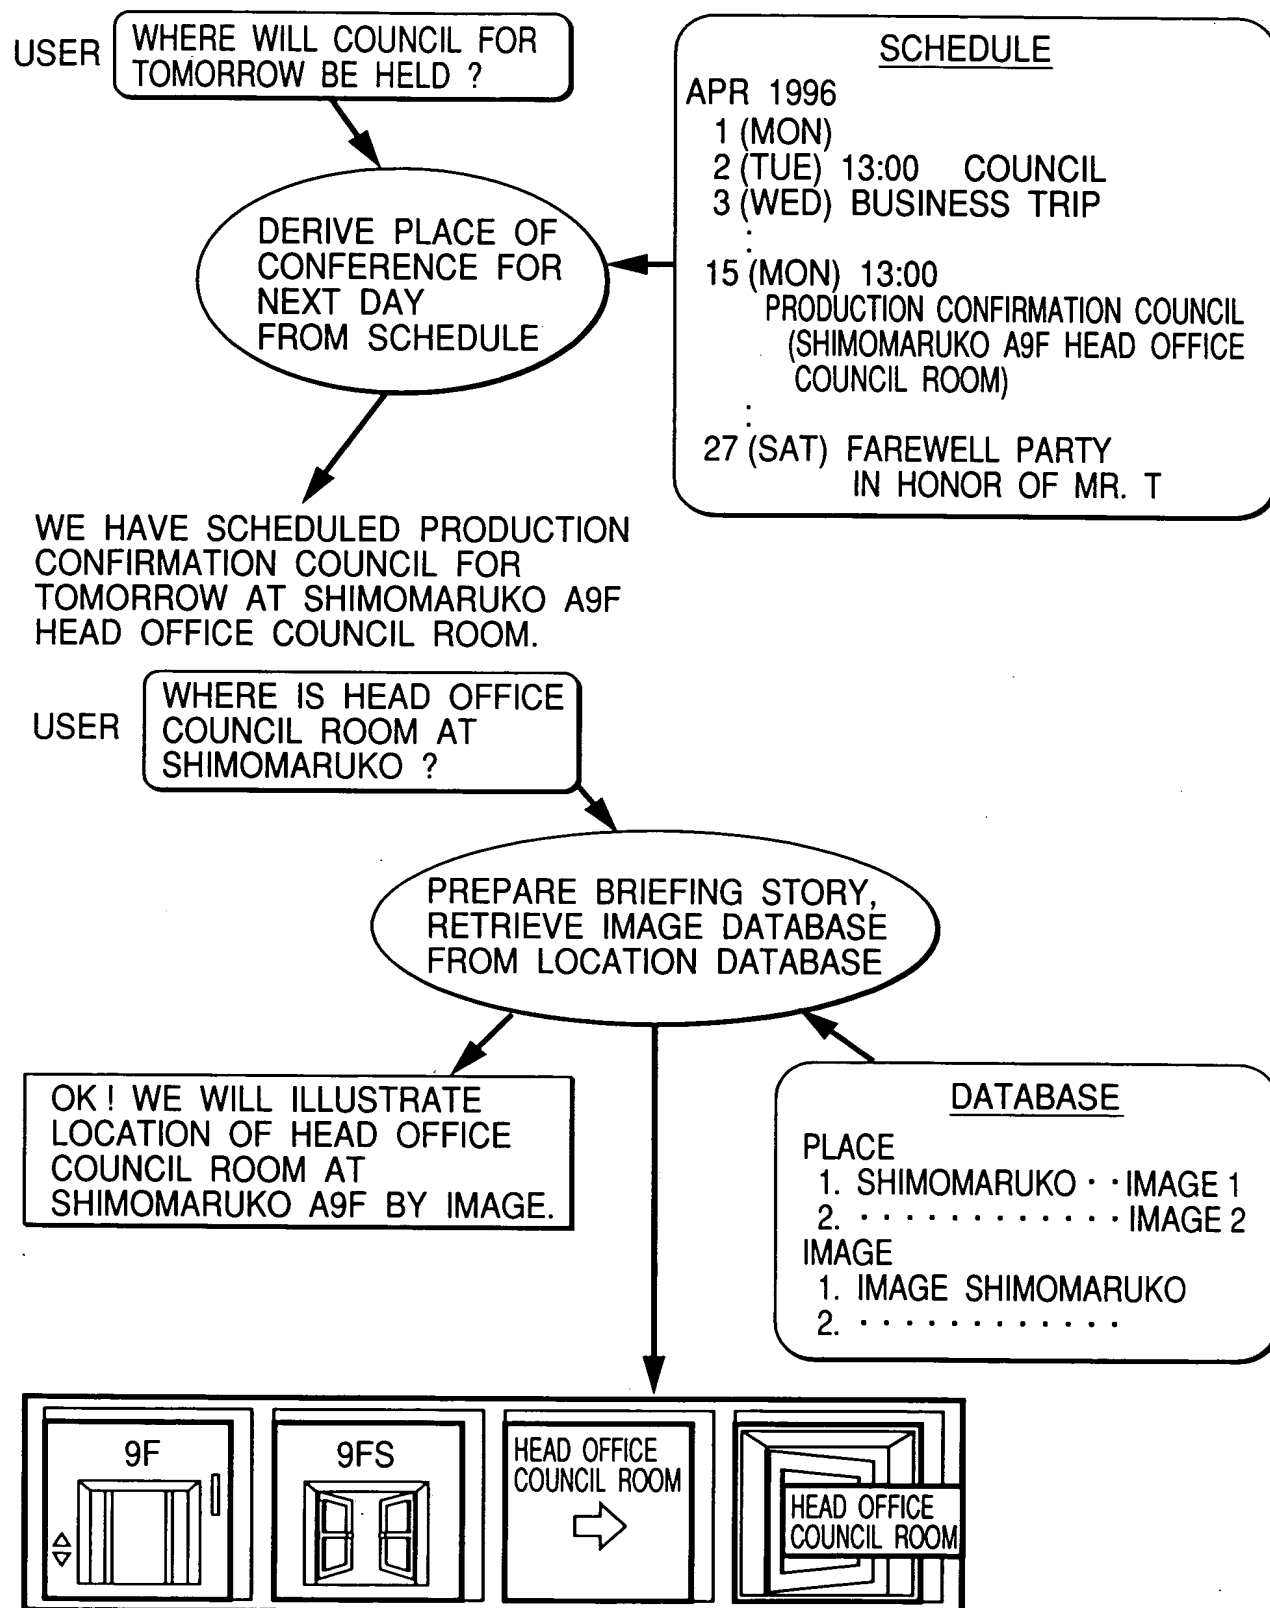 USER
WHERE WILL COUNCIL FOR
TOMORROW BE HELD ?
SCHEDULE
APR 1996
1 (MON)
2 (TUE) 13:00 COUNCIL
3 (WED) BUSINESS TRIP
:
15 (MON) 13:00
PRODUCTION CONFIRMATION COUNCIL
(SHIMOMARUKO A9F HEAD OFFICE
COUNCIL ROOM)
:
27 (SAT) FAREWELL PARTY
IN HONOR OF MR. T
DERIVE PLACE OF
CONFERENCE FOR
NEXT DAY
FROM SCHEDULE
WE HAVE SCHEDULED PRODUCTION
CONFIRMATION COUNCIL FOR
TOMORROW AT SHIMOMARUKO A9F
HEAD OFFICE COUNCIL ROOM.
USER
WHERE IS HEAD OFFICE
COUNCIL ROOM AT
SHIMOMARUKO ?
PREPARE BRIEFING STORY,
RETRIEVE IMAGE DATABASE
FROM LOCATION DATABASE
OK ! WE WILL ILLUSTRATE
LOCATION OF HEAD OFFICE
COUNCIL ROOM AT
SHIMOMARUKO A9F BY IMAGE.
DATABASE
PLACE
1. SHIMOMARUKO · · IMAGE 1
2. · · · · · · · · · · · · IMAGE 2
IMAGE
1. IMAGE SHIMOMARUKO
2. · · · · · · · · · · · ·
9F
9FS
HEAD OFFICE
COUNCIL ROOM
HEAD OFFICE
COUNCIL ROOM